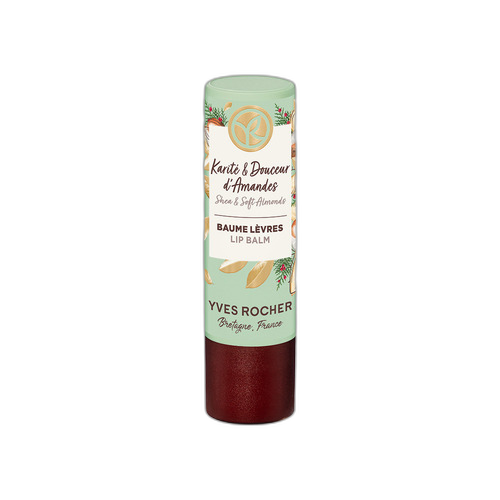 Karité & Douceur
d'Amandes
Shea & Soft Almonds
BAUME LÈVRES
LIP BALM
YVES ROCHER
Bretagne, France